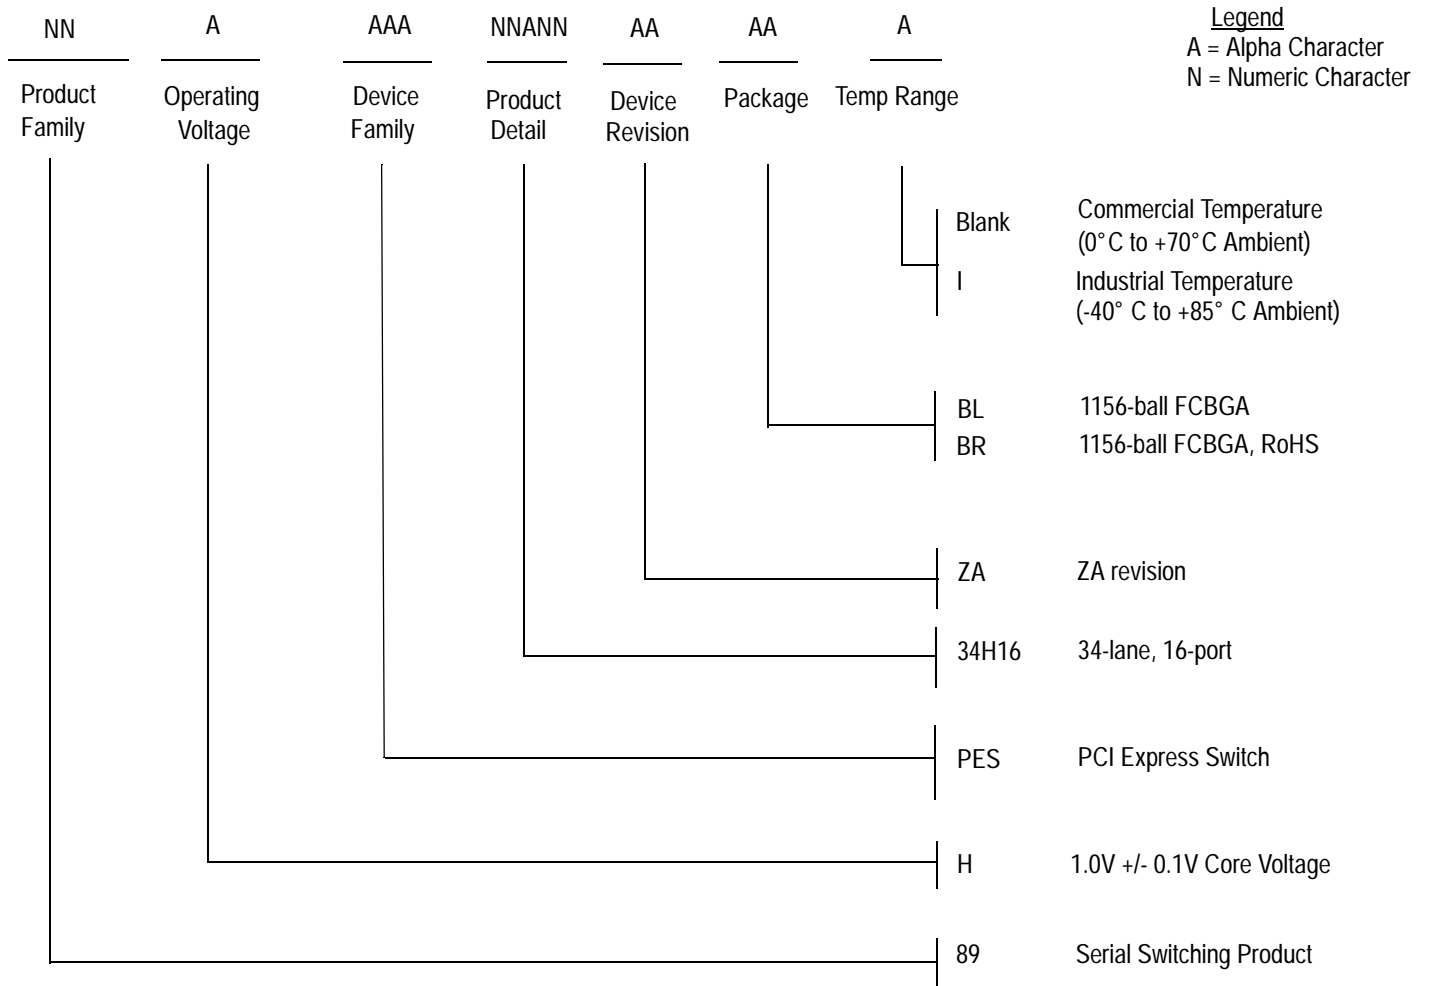 NN A AAA NNANN AA AA A
Legend
A = Alpha Character
N = Numeric Character
Product Family
Operating Voltage
Device Family
Product Detail
Device Revision
Package
Temp Range
Blank Commercial Temperature
(0°C to +70°C Ambient)
I Industrial Temperature
(-40° C to +85° C Ambient)
BL 1156-ball FCBGA
BR 1156-ball FCBGA, RoHS
ZA ZA revision
34H16 34-lane, 16-port
PES PCI Express Switch
H 1.0V +/- 0.1V Core Voltage
89 Serial Switching Product